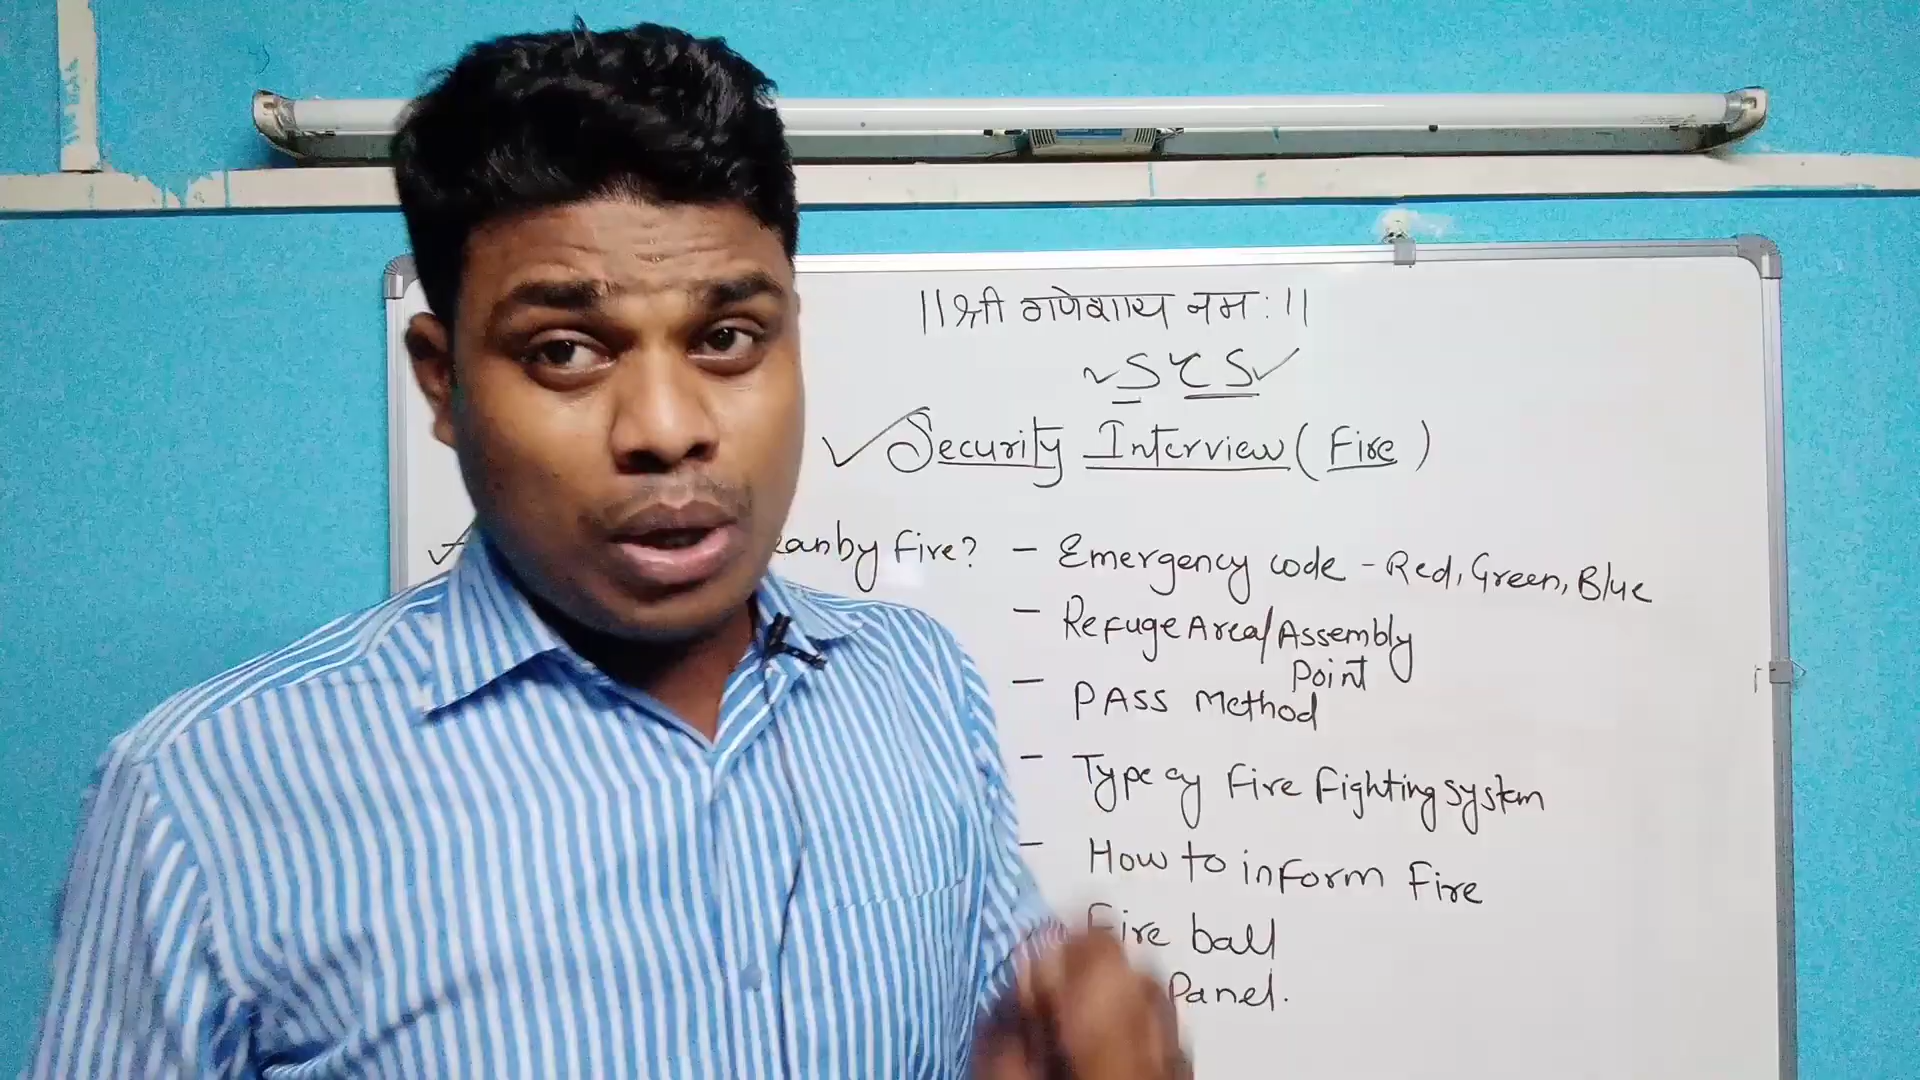 ||श्री गणेशाय नमः||
SCS
Security Interview (Fire)
by Fire? - Emergency code - Red, Green, Blue
- Refuge Area/Assembly
Point
- PASS Method
- Type of Fire Fighting system
- How to inform Fire
Fire ball
Panel.